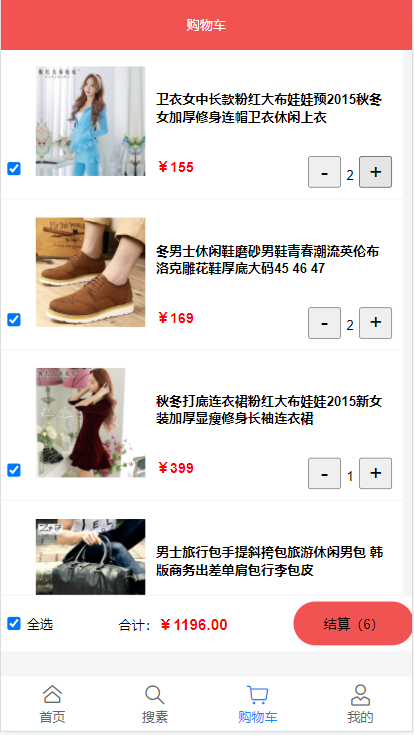 购物车
卫衣女中长款粉红大布娃娃预2015秋冬
女加厚修身连帽卫衣休闲上衣
￥155
- 2 +
冬男士休闲鞋磨砂男鞋青春潮流英伦布
洛克雕花鞋厚底大码45 46 47
￥169
- 2 +
秋冬打底连衣裙粉红大布娃娃2015新女
装加厚显瘦修身长袖连衣裙
￥399
- 1 +
男士旅行包手提斜挎包旅游休闲男包 韩
版商务出差单肩包行李包皮
全选 合计：￥1196.00 结算（6）
首页 搜素 购物车 我的